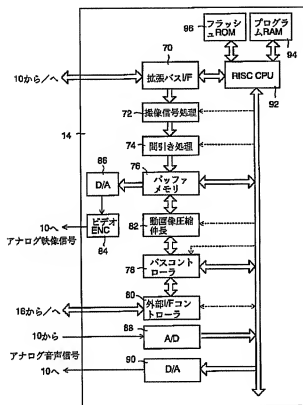 96
フラッシュROM
プログラムRAM
94
70
10から/へ
拡張バスI/F
RISC CPU
92
72
撮像信号処理
14
74
間引き処理
86
76
D/A
バッファメモリ
10へ
アナログ映像信号
ビデオENC
84
82
動画像圧縮伸長
78
バスコントローラ
80
16から/へ
外部I/Fコントローラ
88
10から
A/D
アナログ音声信号
90
10へ
D/A